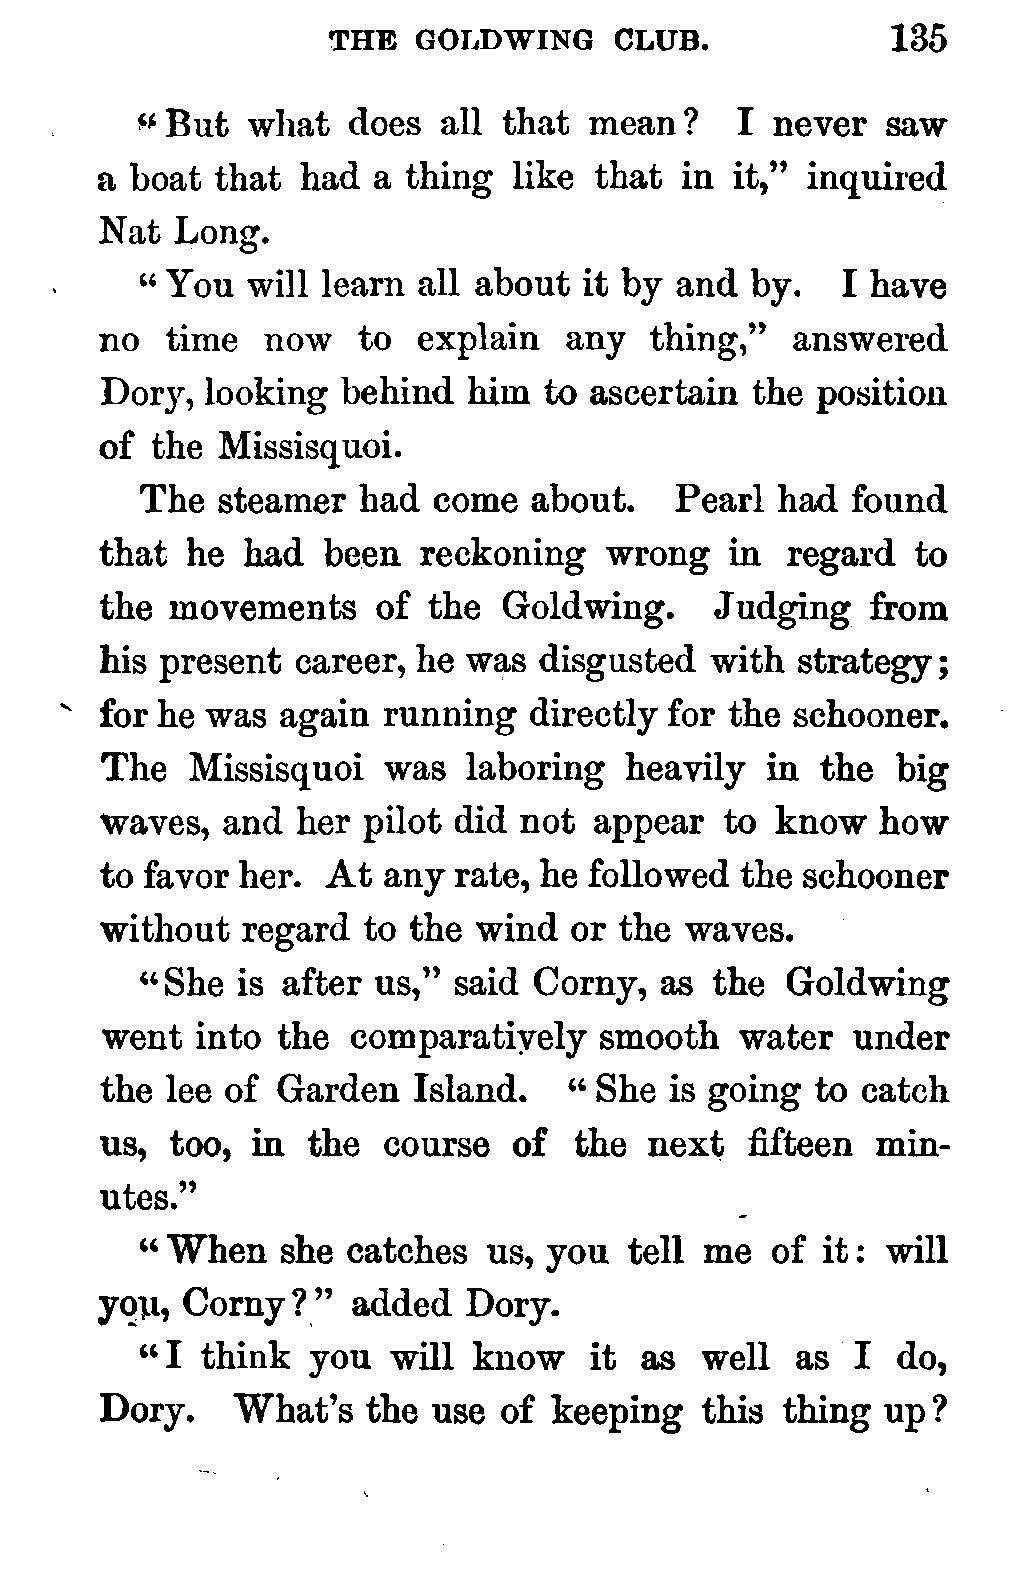 THE GOLDWING CLUB. 135
“But what does all that mean? I never saw
a boat that had a thing like that in it,” inquired
Nat Long.
“You will learn all about it by and by. I have
no time now to explain any thing,” answered
Dory, looking behind him to ascertain the position
of the Missisquoi.
The steamer had come about. Pearl had found
that he had been reckoning wrong in regard to
the movements of the Goldwing. Judging from
his present career, he was disgusted with strategy;
for he was again running directly for the schooner.
The Missisquoi was laboring heavily in the big
waves, and her pilot did not appear to know how
to favor her. At any rate, he followed the schooner
without regard to the wind or the waves.
“She is after us,” said Corny, as the Goldwing
went into the comparatively smooth water under
the lee of Garden Island. “She is going to catch
us, too, in the course of the next fifteen min-
utes.”
“When she catches us, you tell me of it: will
you, Corny?” added Dory.
“I think you will know it as well as I do,
Dory. What's the use of keeping this thing up?